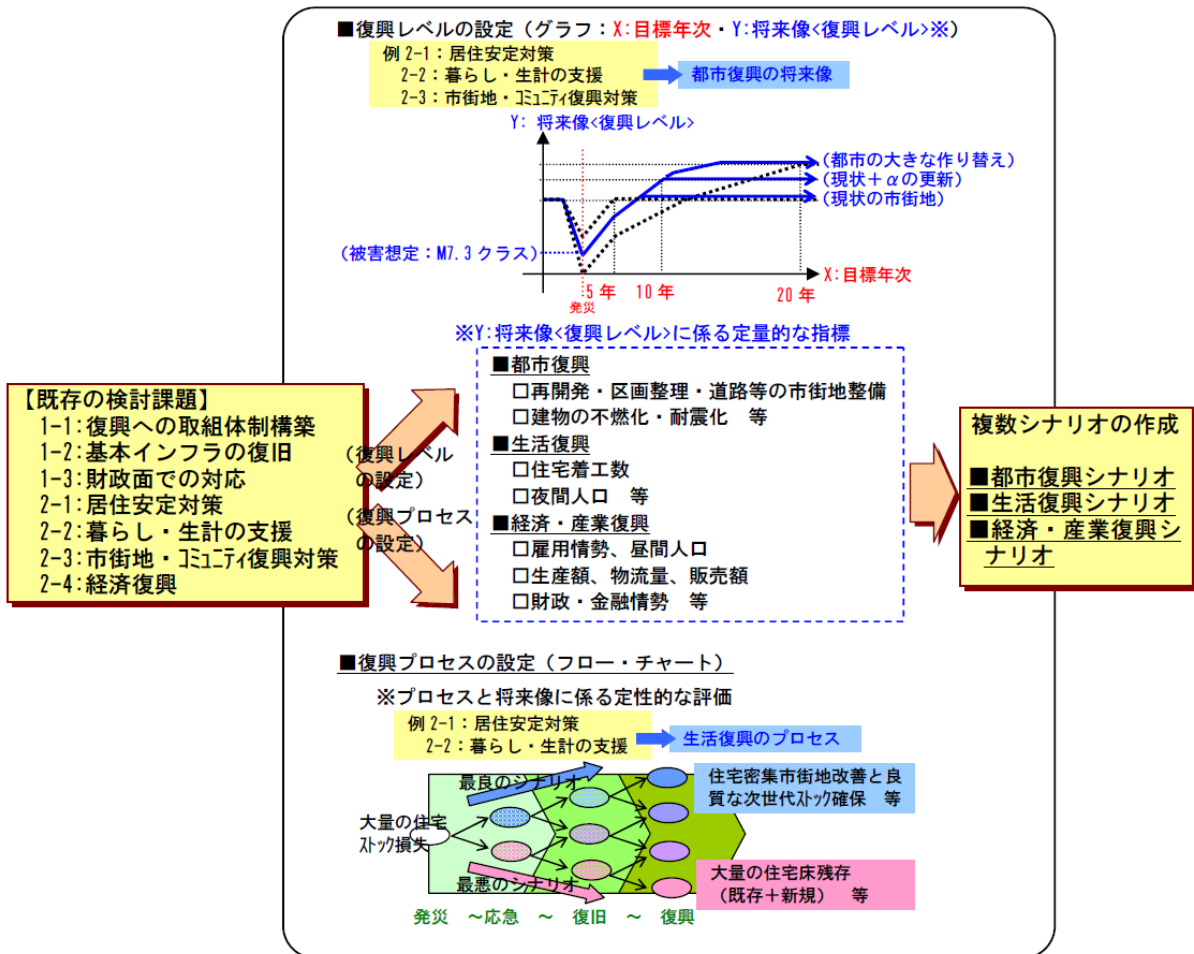 ■復興レベルの設定（グラフ：X:目標年次・Y:将来像<復興レベル>※）
例 2-1：居住安定対策
2-2：暮らし・生計の支援
2-3：市街地・ｺﾐｭﾆﾃｨ復興対策
都市復興の将来像
Y: 将来像<復興レベル>
(都市の大きな作り替え)
(現状＋αの更新)
(現状の市街地)
(被害想定：M7.3 クラス)
X:目標年次
5 年
10 年
20 年
発災
※Y:将来像<復興レベル>に係る定量的な指標
■都市復興
□再開発・区画整理・道路等の市街地整備
□建物の不燃化・耐震化　等
■生活復興
□住宅着工数
□夜間人口　等
■経済・産業復興
□雇用情勢、昼間人口
□生産額、物流量、販売額
□財政・金融情勢　等
【既存の検討課題】
1-1:復興への取組体制構築
1-2:基本インフラの復旧
1-3:財政面での対応
2-1:居住安定対策
2-2:暮らし・生計の支援
2-3:市街地・ｺﾐｭﾆﾃｨ復興対策
2-4:経済復興
(復興レベル
の設定)
(復興プロセス
の設定)
複数シナリオの作成
■都市復興シナリオ
■生活復興シナリオ
■経済・産業復興シ
ナリオ
■復興プロセスの設定（フロー・チャート）
※プロセスと将来像に係る定性的な評価
例 2-1：居住安定対策
2-2：暮らし・生計の支援
生活復興のプロセス
最良のシナリオ
住宅密集市街地改善と良
質な次世代ｽﾄｯｸ確保　等
大量の住宅
ｽﾄｯｸ損失
最悪のシナリオ
大量の住宅床残存
（既存＋新規）　等
発災　～応急　～　復旧　～　復興